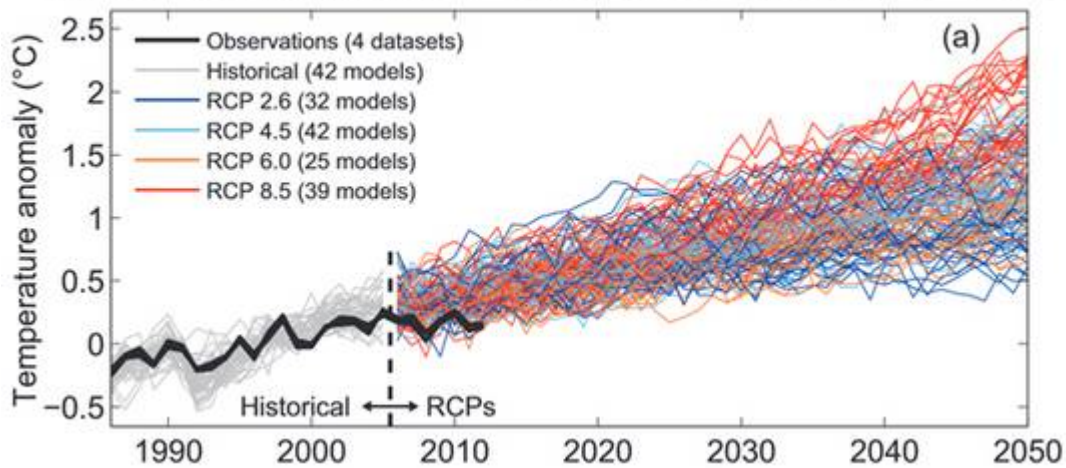 Temperature anomaly (°C)
2.5
2
1.5
1
0.5
0
−0.5
(a)
Observations (4 datasets)
Historical (42 models)
RCP 2.6 (32 models)
RCP 4.5 (42 models)
RCP 6.0 (25 models)
RCP 8.5 (39 models)
Historical RCPs
1990 2000 2010 2020 2030 2040 2050